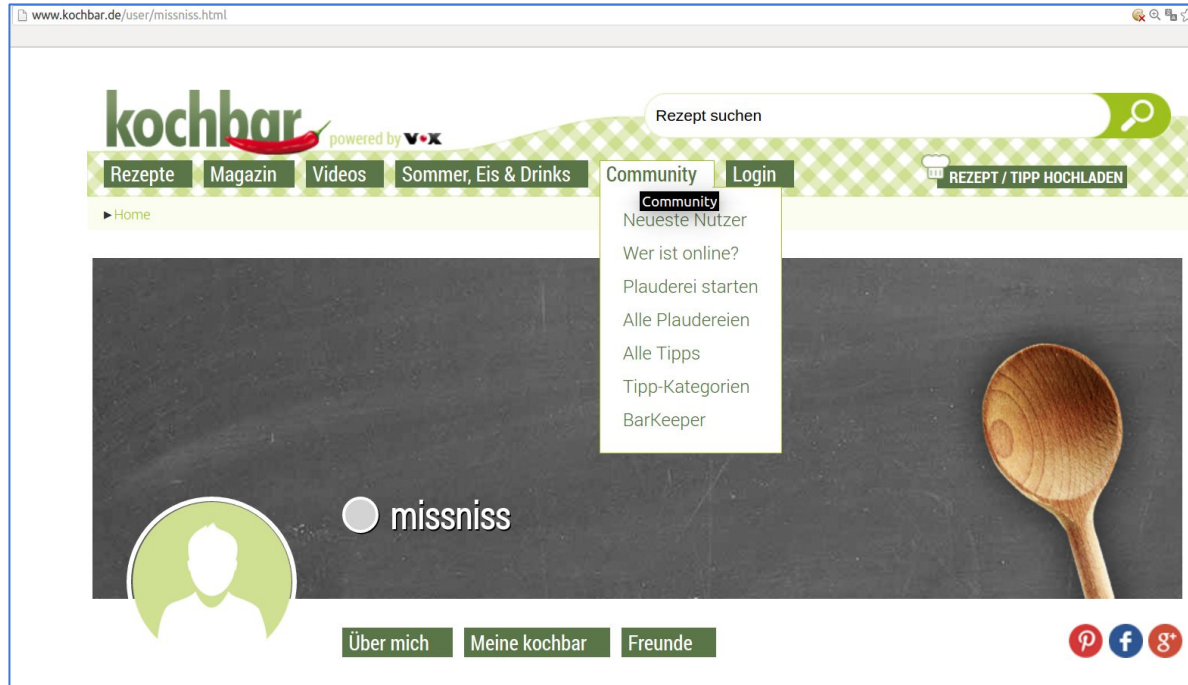 www.kochbar.de/user/missniss.html
kochbar powered by VOX
Rezept suchen
Rezepte Magazin Videos Sommer, Eis & Drinks Community Login REZEPT / TIPP HOCHLADEN
►Home
Community
Neueste Nutzer
Wer ist online?
Plauderei starten
Alle Plaudereien
Alle Tipps
Tipp-Kategorien
BarKeeper
missniss
Über mich Meine kochbar Freunde